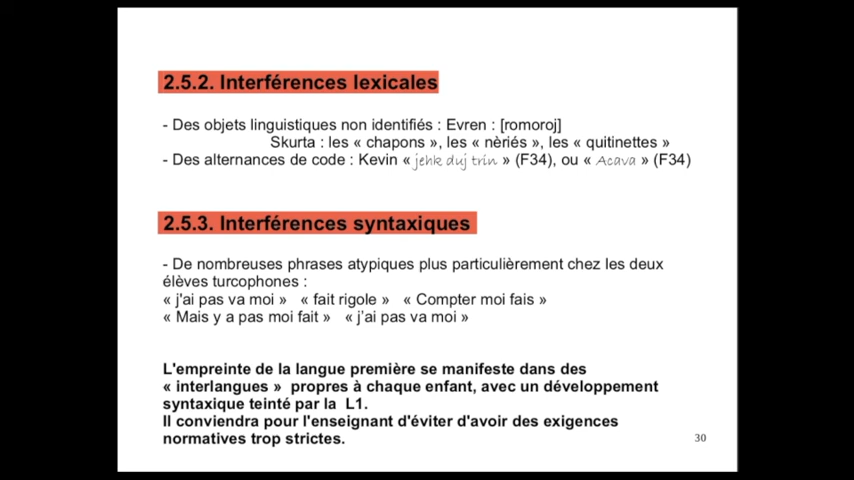 2.5.2. Interférences lexicales
- Des objets linguistiques non identifiés : Evren : [romoroj]
Skurta : les « chapons », les « nèriés », les « quitinettes »
- Des alternances de code : Kevin « jehk duj trin » (F34), ou « Acava » (F34)
2.5.3. Interférences syntaxiques
- De nombreuses phrases atypiques plus particulièrement chez les deux
élèves turcophones :
« j'ai pas va moi » « fait rigole » « Compter moi fais »
« Mais y a pas moi fait » « j’ai pas va moi »
L'empreinte de la langue première se manifeste dans des
« interlangues » propres à chaque enfant, avec un développement
syntaxique teinté par la L1.
Il conviendra pour l'enseignant d'éviter d'avoir des exigences
normatives trop strictes.
30